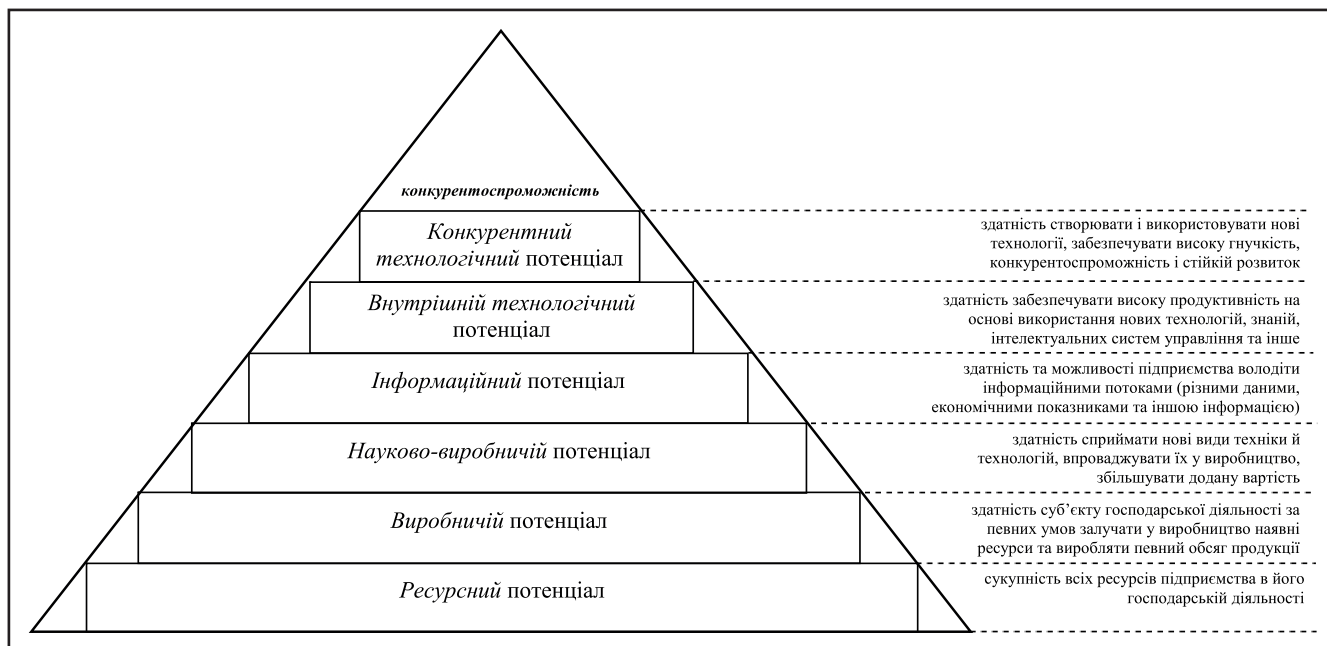 конкурентоспроможність
Конкурентний
технологічний потенціал
здатність створювати і використовувати нові
технології, забезпечувати високу гнучкість,
конкурентоспроможність і стійкій розвиток
Внутрішній технологічний
потенціал
здатність забезпечувати високу продуктивність на
основі використання нових технологій, знаній,
інтелектуальних систем управління та інше
Інформаційний потенціал
здатність та можливості підприємства володіти
інформаційними потоками (різними даними,
економічними показниками та іншою інформацією)
Науково-виробничій потенціал
здатність сприймати нові види техніки й
технологій, впроваджувати їх у виробництво,
збільшувати додану вартість
Виробничій потенціал
здатність суб’єкту господарської діяльності за
певних умов залучати у виробництво наявні
ресурси та виробляти певний обсяг продукції
Ресурсний потенціал
сукупність всіх ресурсів підприємства в його
господарській діяльності